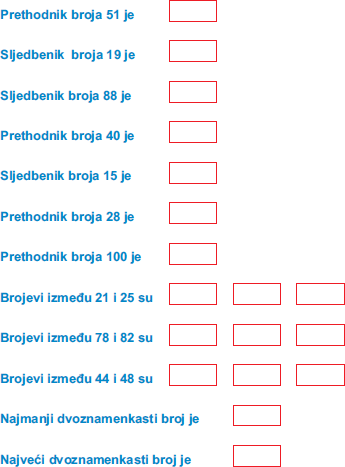 Prethodnik broja 51 je
Sljedbenik broja 19 je
Sljedbenik broja 88 je
Prethodnik broja 40 je
Sljedbenik broja 15 je
Prethodnik broja 28 je
Prethodnik broja 100 je
Brojevi između 21 i 25 su
Brojevi između 78 i 82 su
Brojevi između 44 i 48 su
Najmanji dvoznamenkasti broj je
Najveći dvoznamenkasti broj je